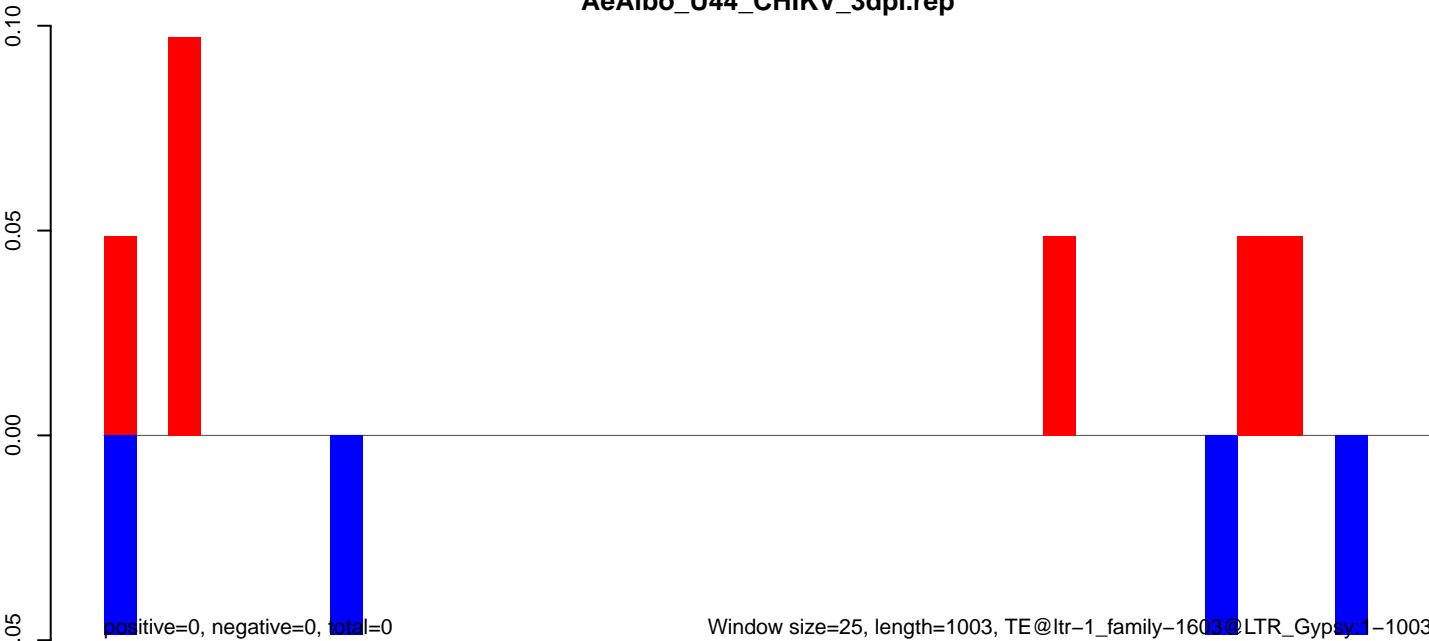 AeAlbo_U44_CHIKV_3dpi.rep
0.10
0.05
0.00
.05
positive=0, negative=0, total=0
Window size=25, length=1003, TE@ltr−1_family−1603@LTR_Gypsy:1−1003